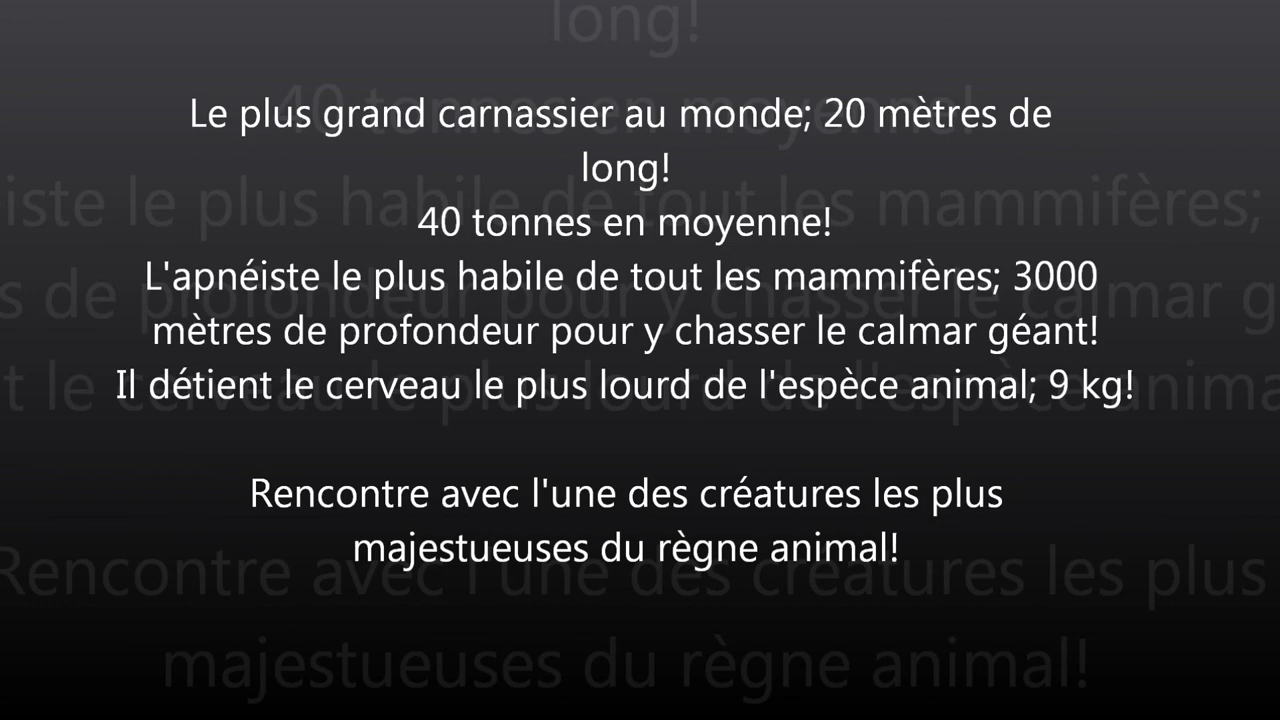 Le plus grand carnassier au monde; 20 mètres de
long!
40 tonnes en moyenne!
L'apnéiste le plus habile de tout les mammifères; 3000
mètres de profondeur pour y chasser le calmar géant!
Il détient le cerveau le plus lourd de l'espèce animal; 9 kg!
Rencontre avec l'une des créatures les plus
majestueuses du règne animal!